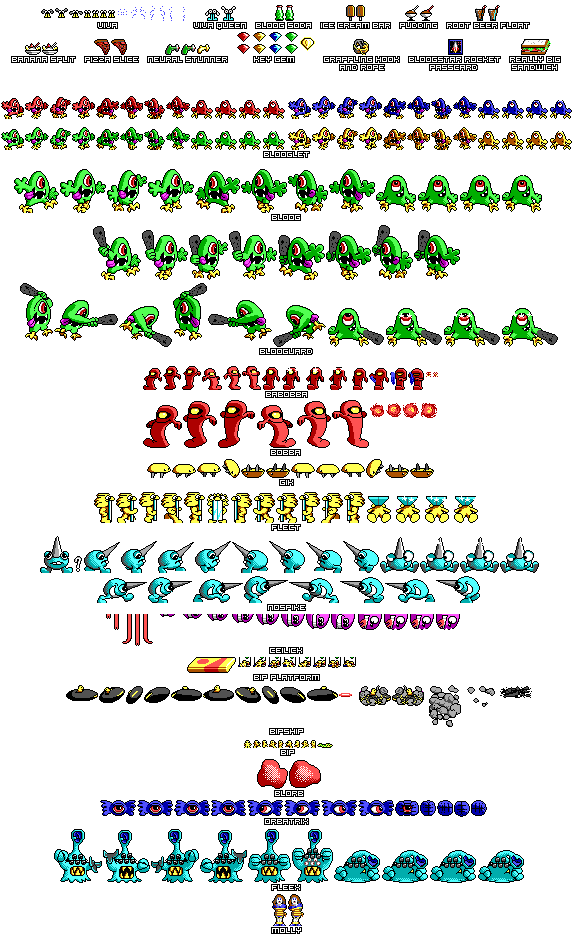 VIVA
VIVA QUEEN
BLOOG SODA
ICE CREAM BAR
PUDDING
ROOT BEER FLOAT
BANANA SPLIT
PIZZA SLICE
NEURAL STUNNER
KEY GEM
GRAPPLING HOOK
AND ROPE
BLOOGSTAR ROCKET
PASSCARD
REALLY BIG
SANDWICH
BLOOGLET
BLOOG
BLOOGUARD
BABOBBA
BOBBA
GIK
FLECT
?
NOSPIKE
CEILICK
BIP PLATFORM
BIPSHIP
BIP
BLORB
ORBATRIX
FLEEX
MOLLY